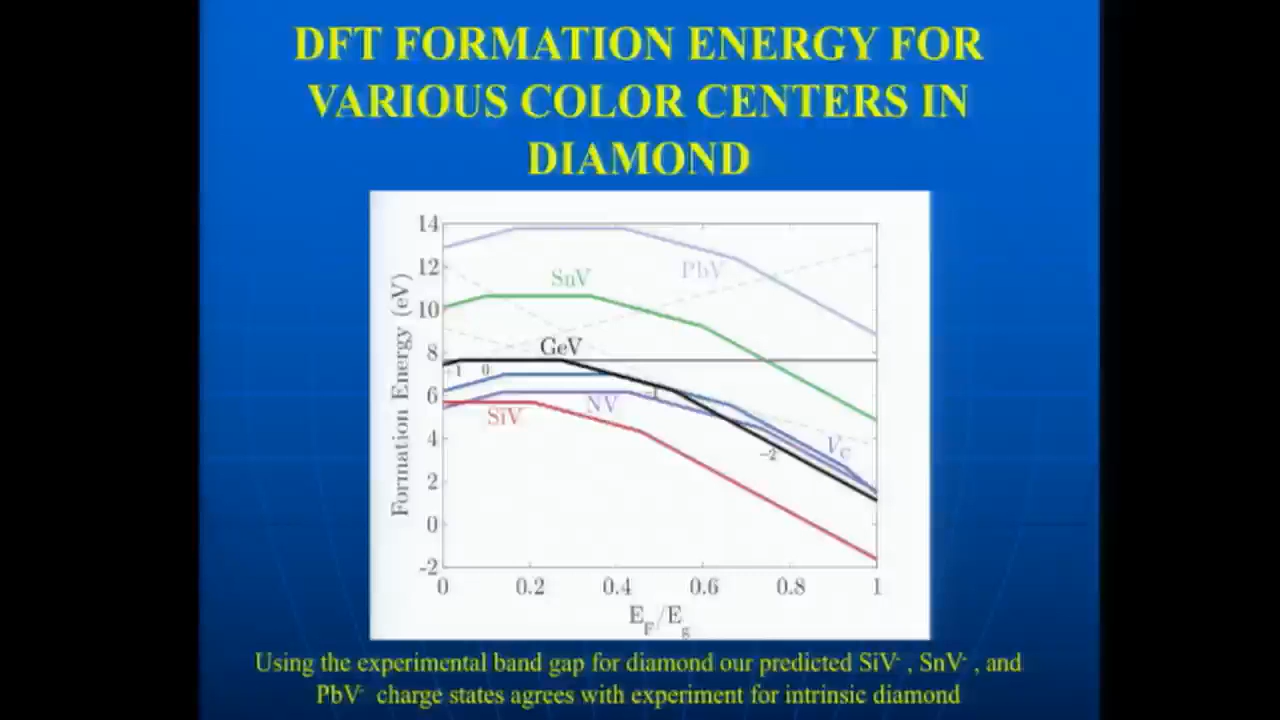 DFT FORMATION ENERGY FOR
VARIOUS COLOR CENTERS IN
DIAMOND
14
12
10
8
6
4
2
0
-2
Formation Energy (eV)
PbV
SnV
GeV
1 0
-1
NV
SiV
V_C
-2
0 0.2 0.4 0.6 0.8 1
E_F/E_g
Using the experimental band gap for diamond our predicted SiV⁻ , SnV⁻ , and
PbV⁻ charge states agrees with experiment for intrinsic diamond